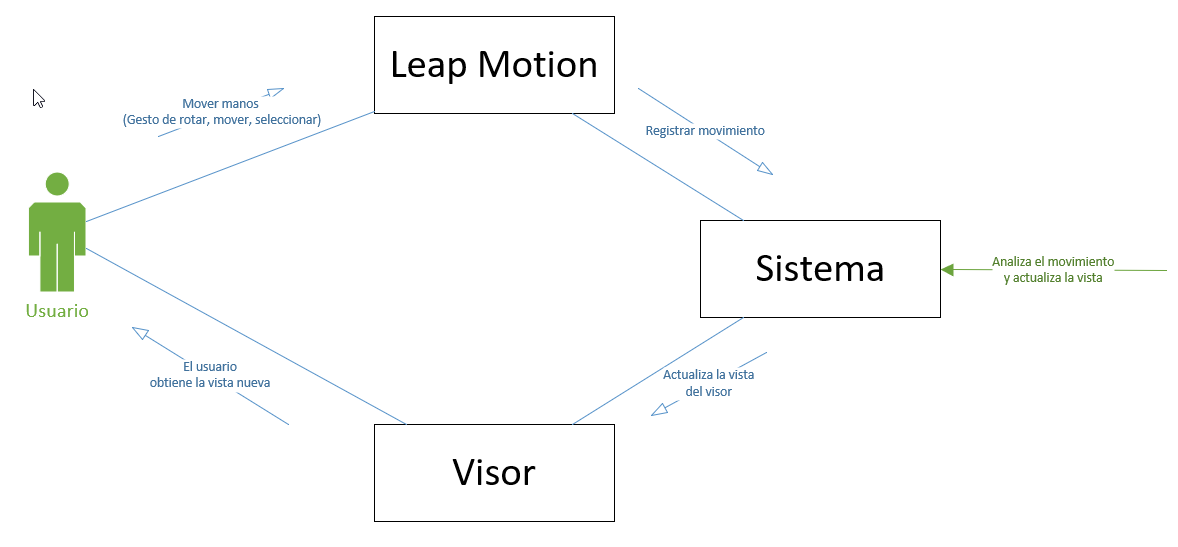 Leap Motion
Mover manos
(Gesto de rotar, mover, seleccionar)
Registrar movimiento
Sistema
Analiza el movimiento
y actualiza la vista
Usuario
El usuario
obtiene la vista nueva
Actualiza la vista
del visor
Visor